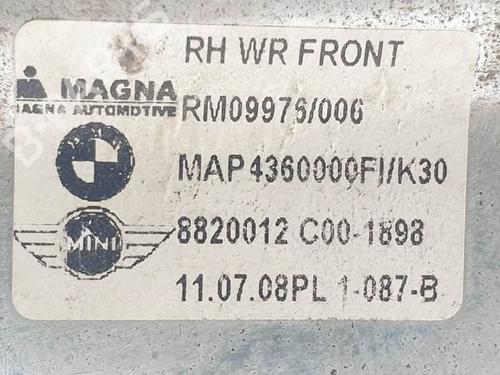 RH WR FRONT
MAGNA
MAGNA AUTOMOTIVE
RM09976/006
BMW
MAP4360000FI/K30
MINI
8820012 C00-1898
11.07.08PL 1-087-B